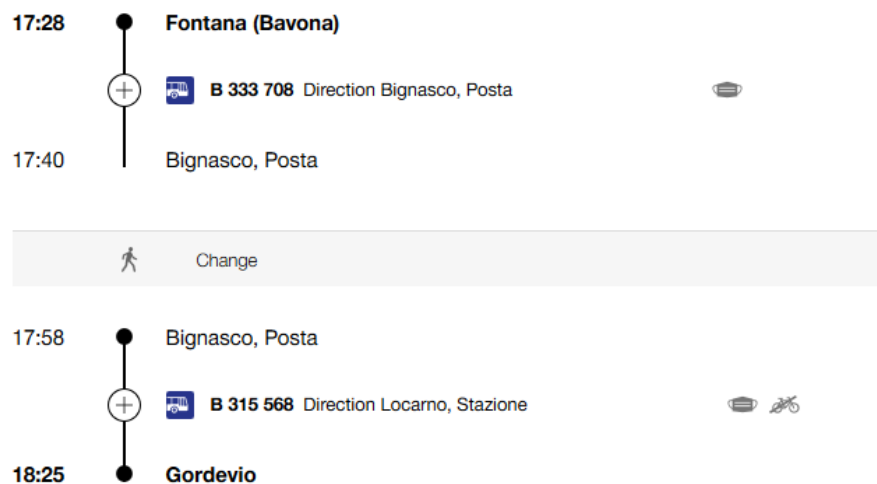 17:28 Fontana (Bavona)
B 333 708 Direction Bignasco, Posta
17:40 Bignasco, Posta
Change
17:58 Bignasco, Posta
B 315 568 Direction Locarno, Stazione
18:25 Gordevio